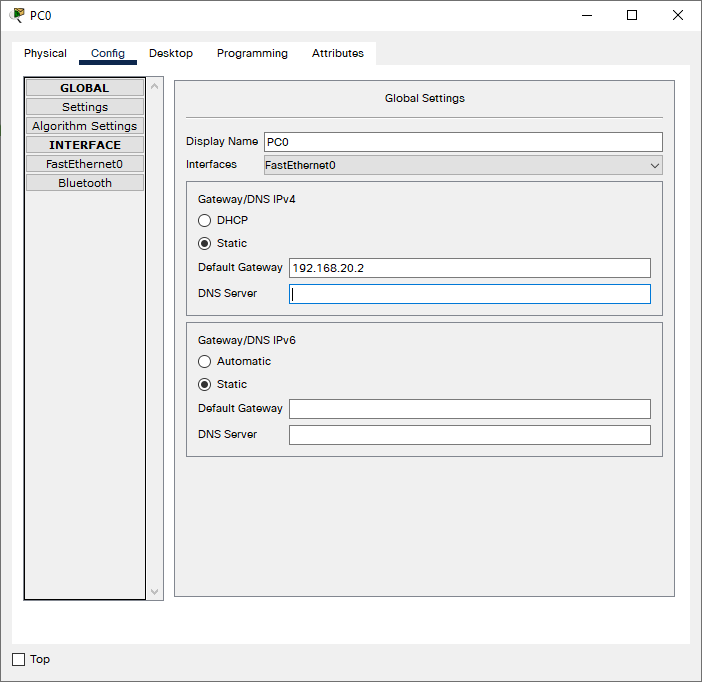 PC0
Physical Config Desktop Programming Attributes
GLOBAL
Settings
Algorithm Settings
INTERFACE
FastEthernet0
Bluetooth
Global Settings
Display Name PC0
Interfaces FastEthernet0
Gateway/DNS IPv4
DHCP
Static
Default Gateway 192.168.20.2
DNS Server
Gateway/DNS IPv6
Automatic
Static
Default Gateway
DNS Server
Top